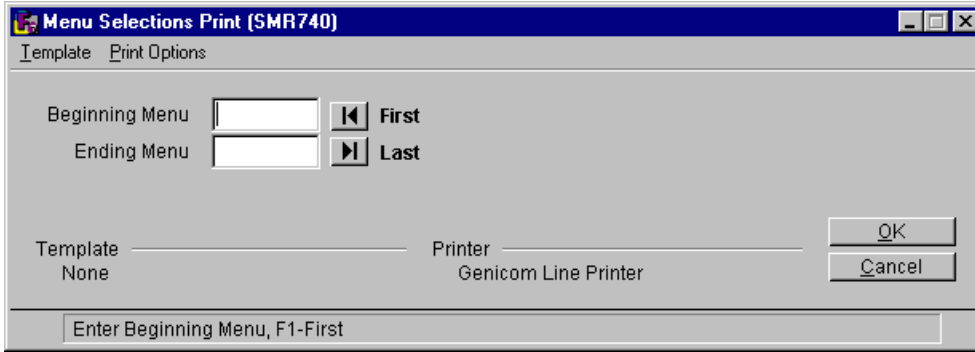 Menu Selections Print (SMR740)
Template Print Options
Beginning Menu First
Ending Menu Last
OK
Template Printer
None Genicom Line Printer
Cancel
Enter Beginning Menu, F1-First